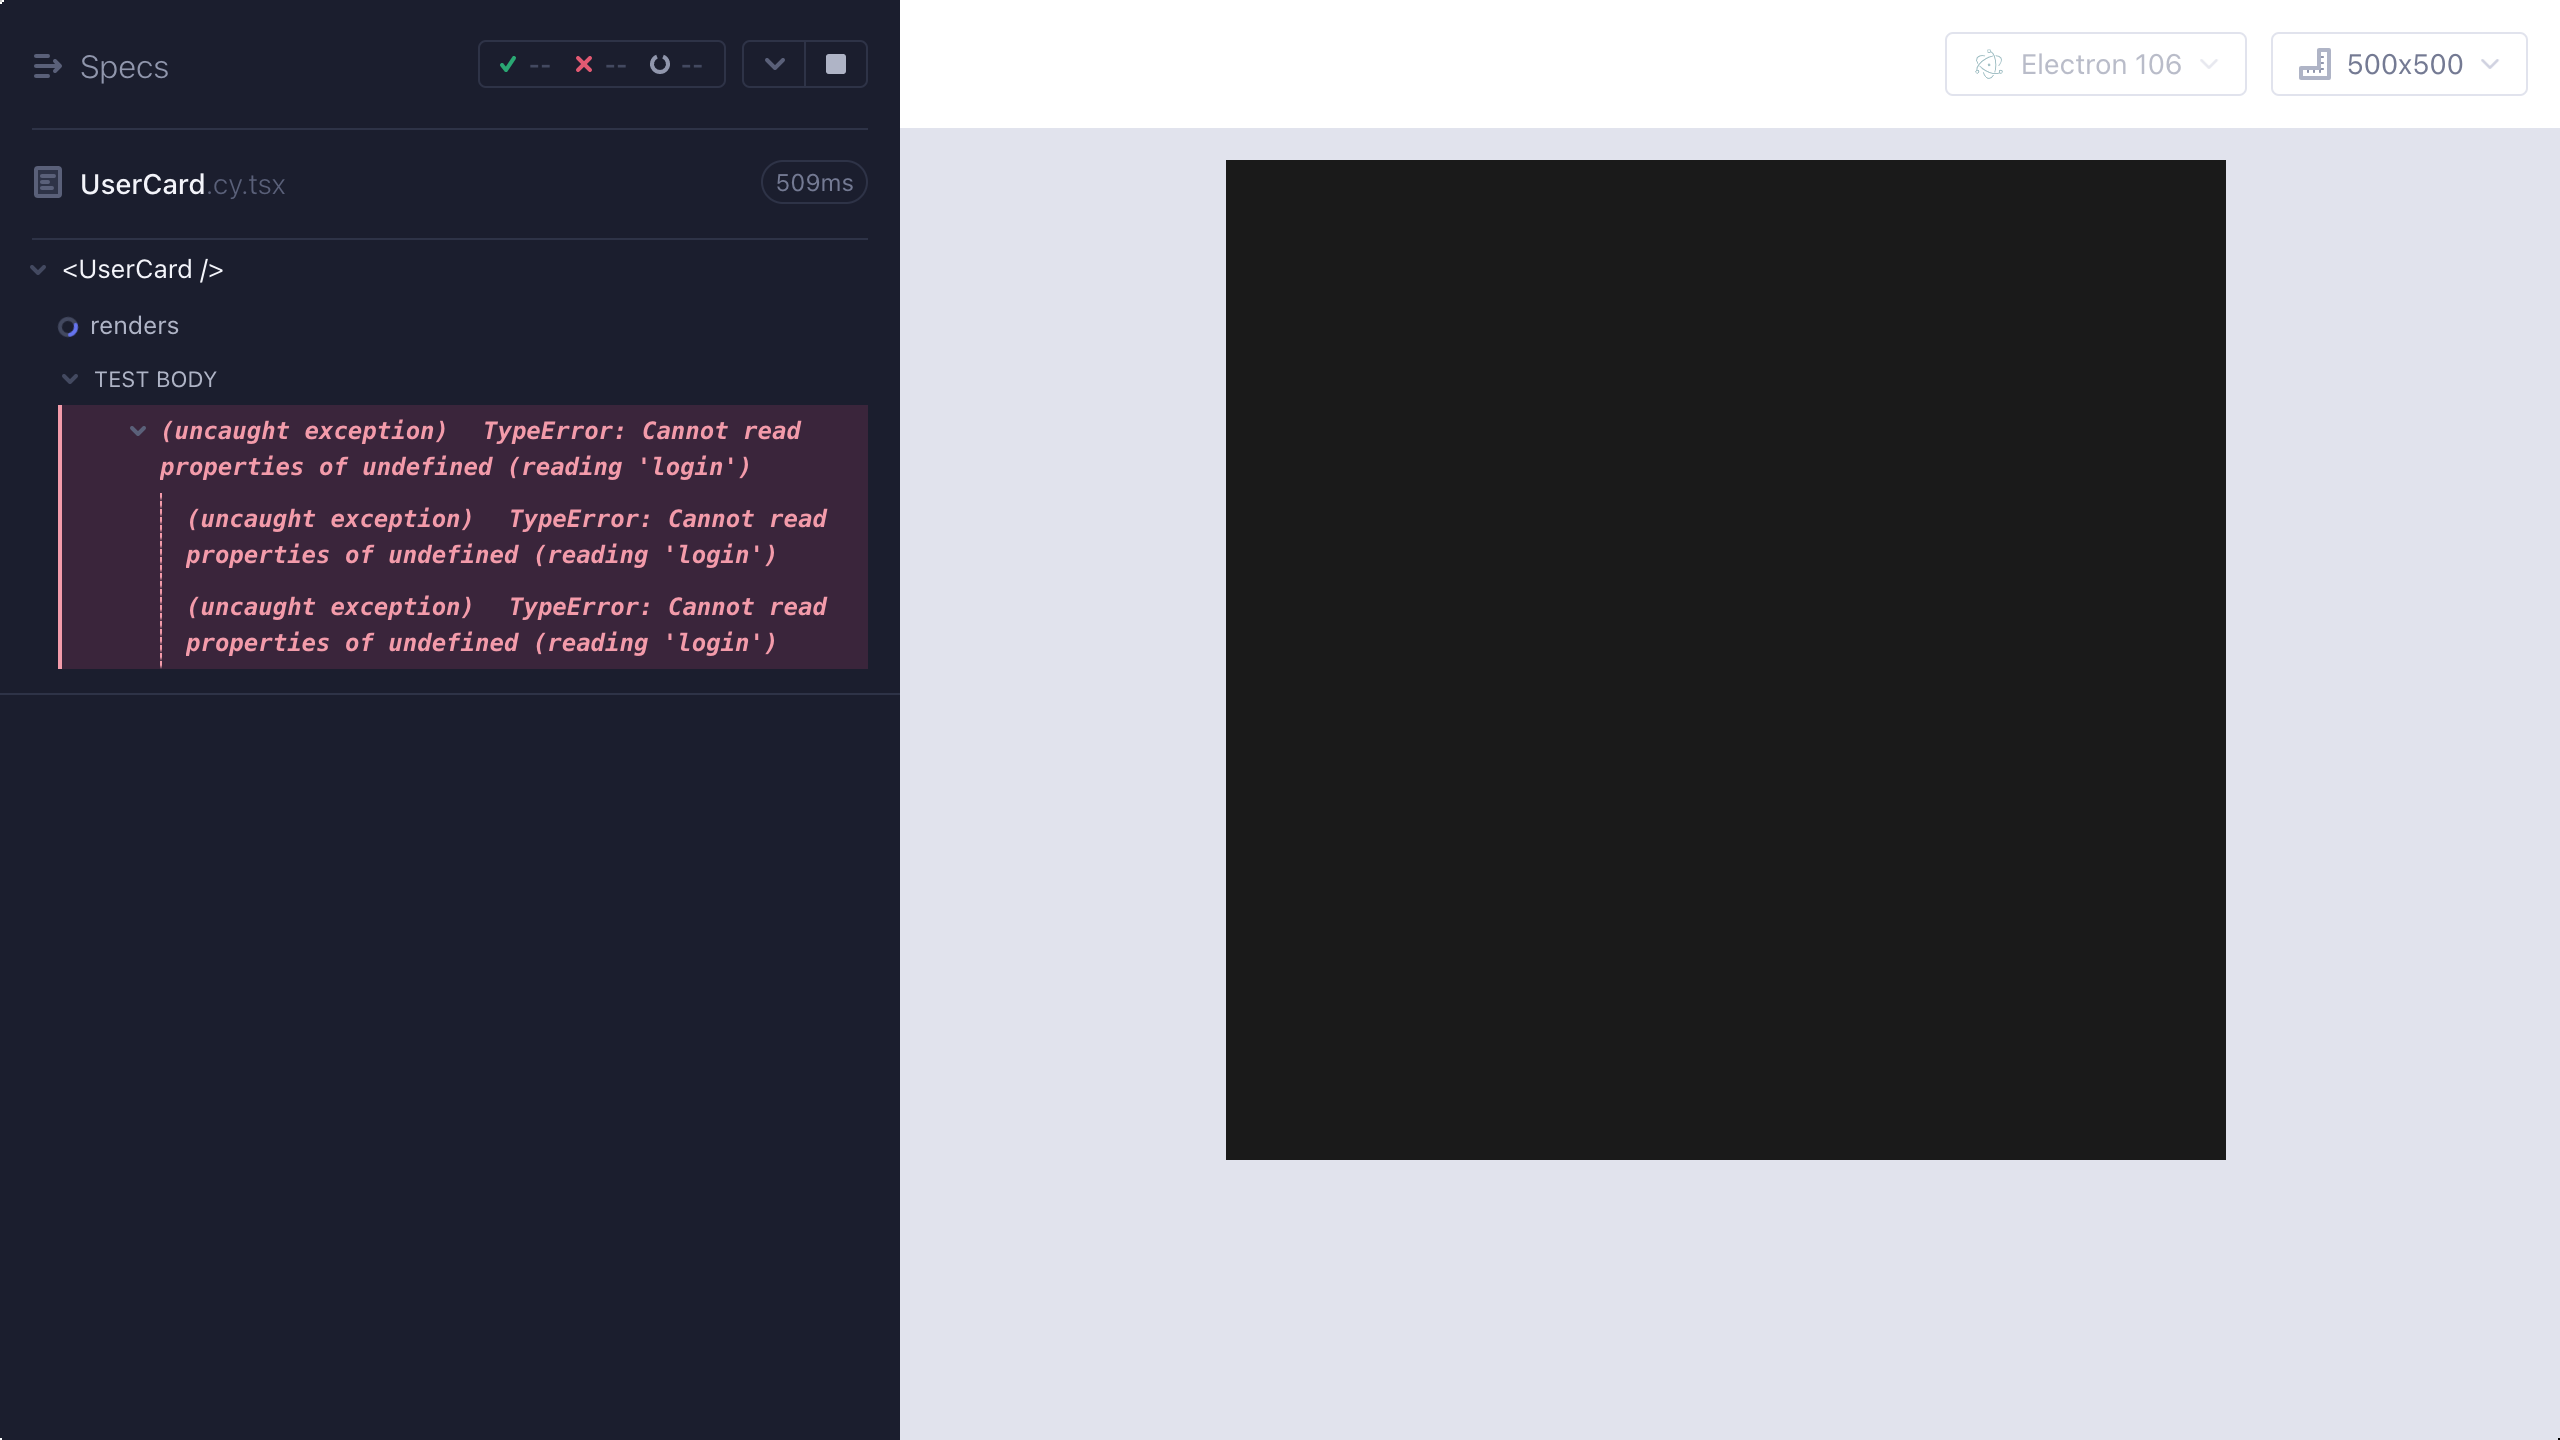 Specs
-- -- --
Electron 106
500x500
UserCard.cy.tsx
509ms
<UserCard />
renders
TEST BODY
(uncaught exception) TypeError: Cannot read
properties of undefined (reading 'login')
(uncaught exception) TypeError: Cannot read
properties of undefined (reading 'login')
(uncaught exception) TypeError: Cannot read
properties of undefined (reading 'login')